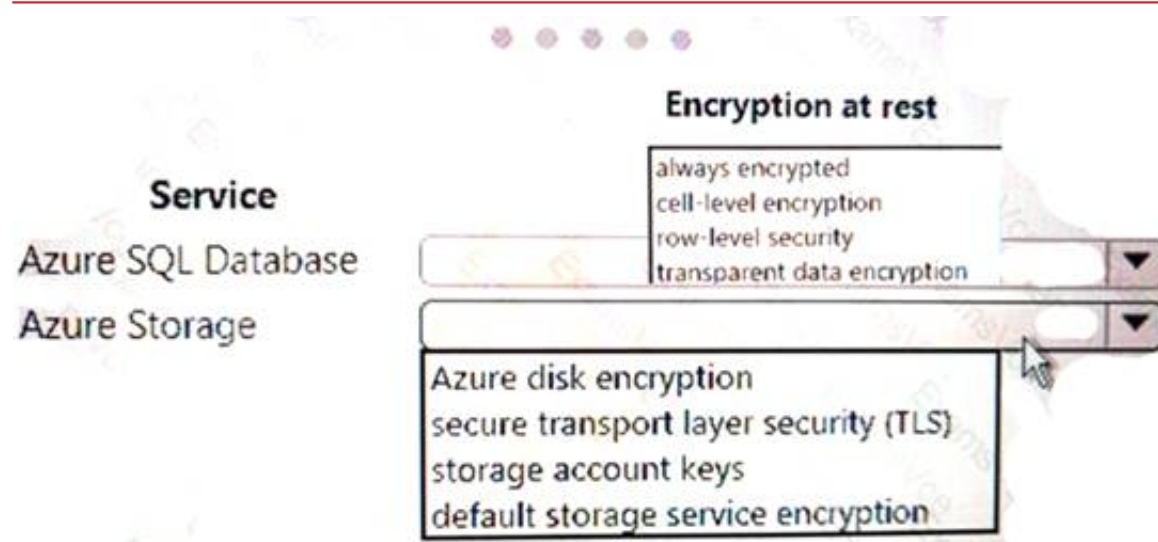 Encryption at rest
always encrypted
cell-level encryption
row-level security
transparent data encryption
Service
Azure SQL Database
Azure Storage
Azure disk encryption
secure transport layer security (TLS)
storage account keys
default storage service encryption